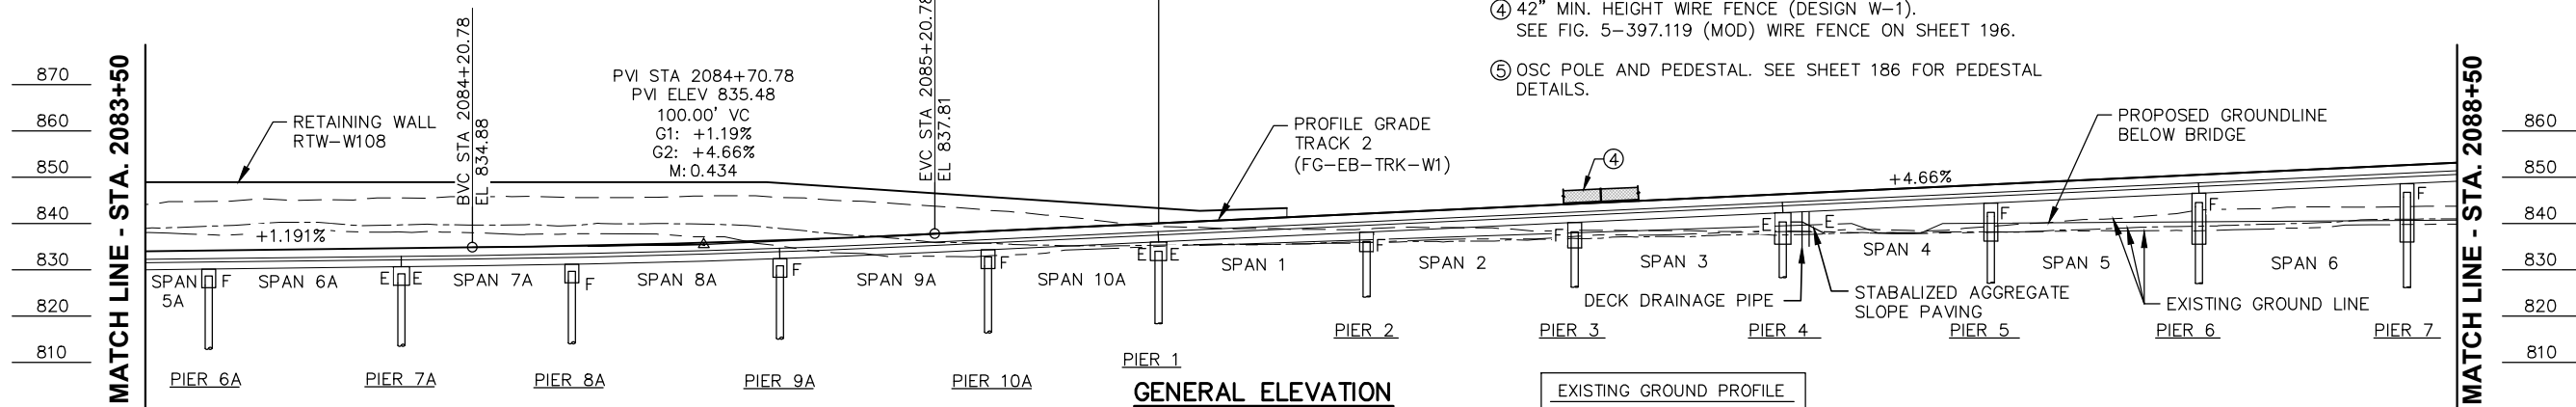 ④ 42" MIN. HEIGHT WIRE FENCE (DESIGN W-1).
SEE FIG. 5-397.119 (MOD) WIRE FENCE ON SHEET 196.
⑤ OSC POLE AND PEDESTAL. SEE SHEET 186 FOR PEDESTAL
DETAILS.
870
860
850
840
830
820
810
MATCH LINE - STA. 2083+50
RETAINING WALL
RTW-W108
BVC STA 2084+20.78
EL 834.88
PVI STA 2084+70.78
PVI ELEV 835.48
100.00' VC
G1: +1.19%
G2: +4.66%
M: 0.434
EVC STA 2085+20.78
EL 837.81
PROFILE GRADE
TRACK 2
(FG-EB-TRK-W1)
④
+4.66%
PROPOSED GROUNDLINE
BELOW BRIDGE
+1.191%
SPAN
5A
F
SPAN 6A
E E
SPAN 7A
F
SPAN 8A
F
SPAN 9A
F
SPAN 10A
E E
SPAN 1
F
SPAN 2
F
SPAN 3
E E
SPAN 4
F
SPAN 5
F
SPAN 6
F
DECK DRAINAGE PIPE
STABALIZED AGGREGATE
SLOPE PAVING
EXISTING GROUND LINE
PIER 6A
PIER 7A
PIER 8A
PIER 9A
PIER 10A
PIER 1
PIER 2
PIER 3
PIER 4
PIER 5
PIER 6
PIER 7
MATCH LINE - STA. 2088+50
860
850
840
830
820
810
GENERAL ELEVATION
EXISTING GROUND PROFILE